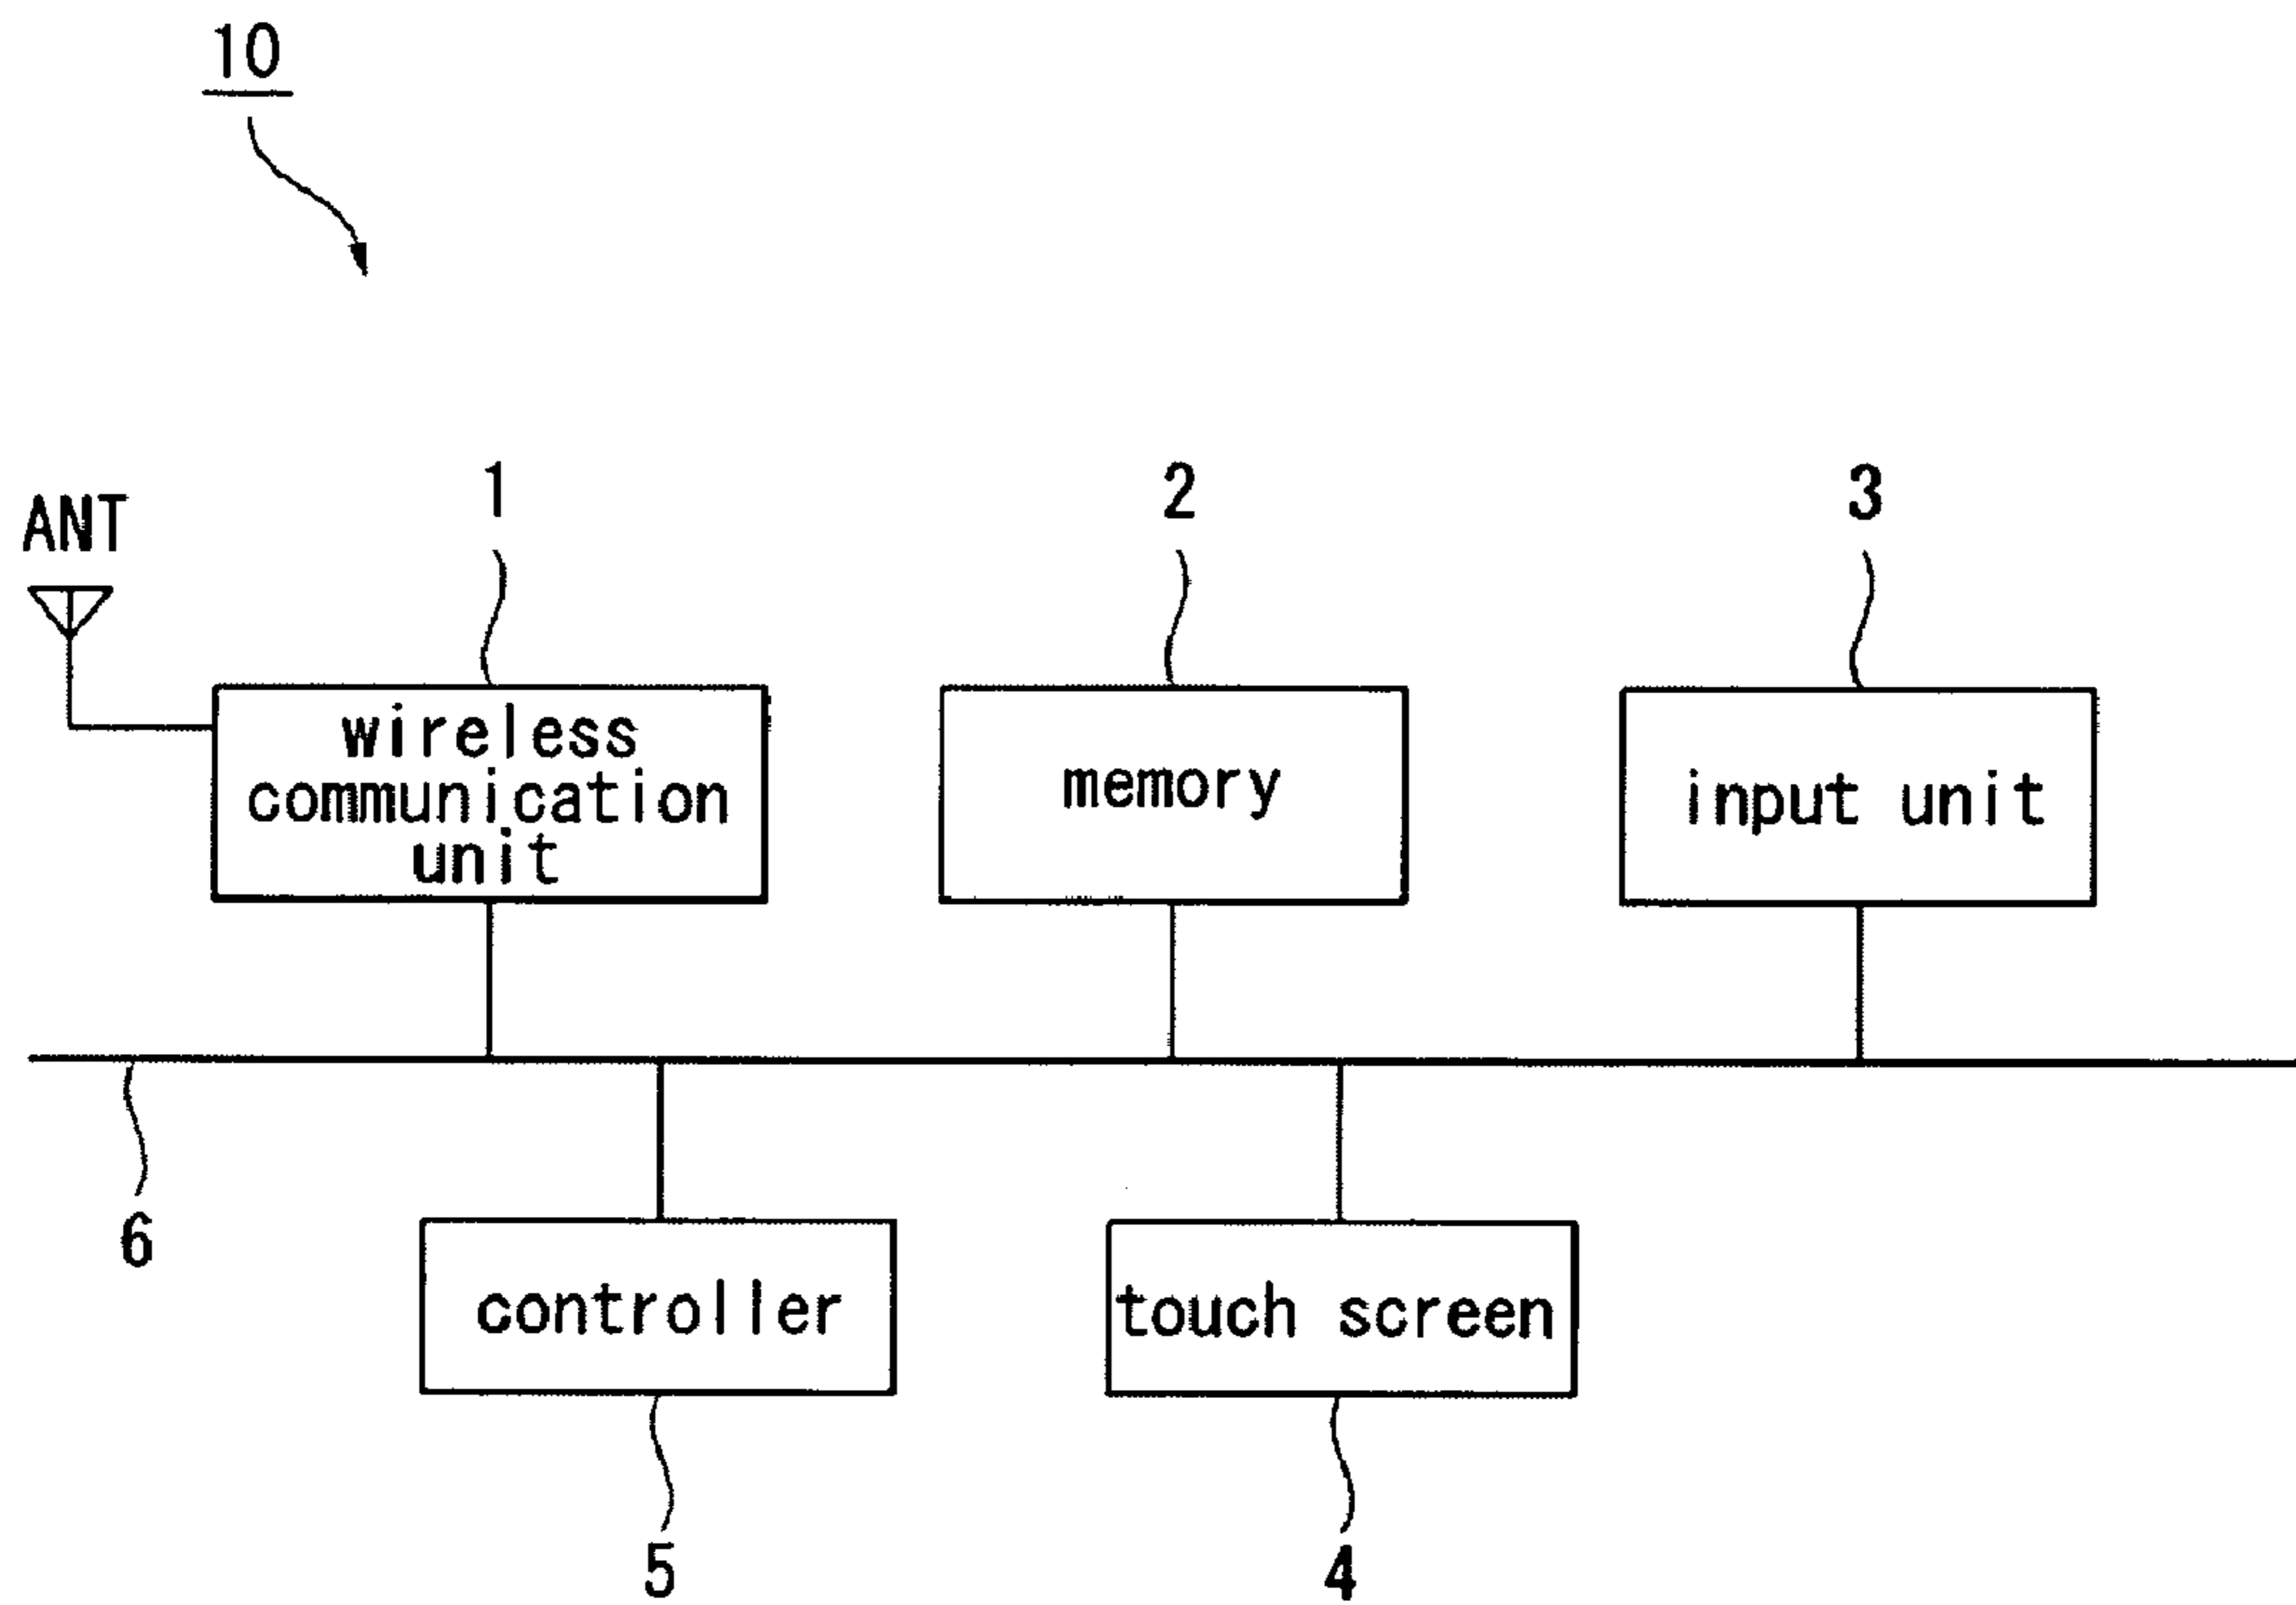 10
ANT
1
2
3
wireless
communication
unit
memory
input unit
6
controller
touch screen
5
4